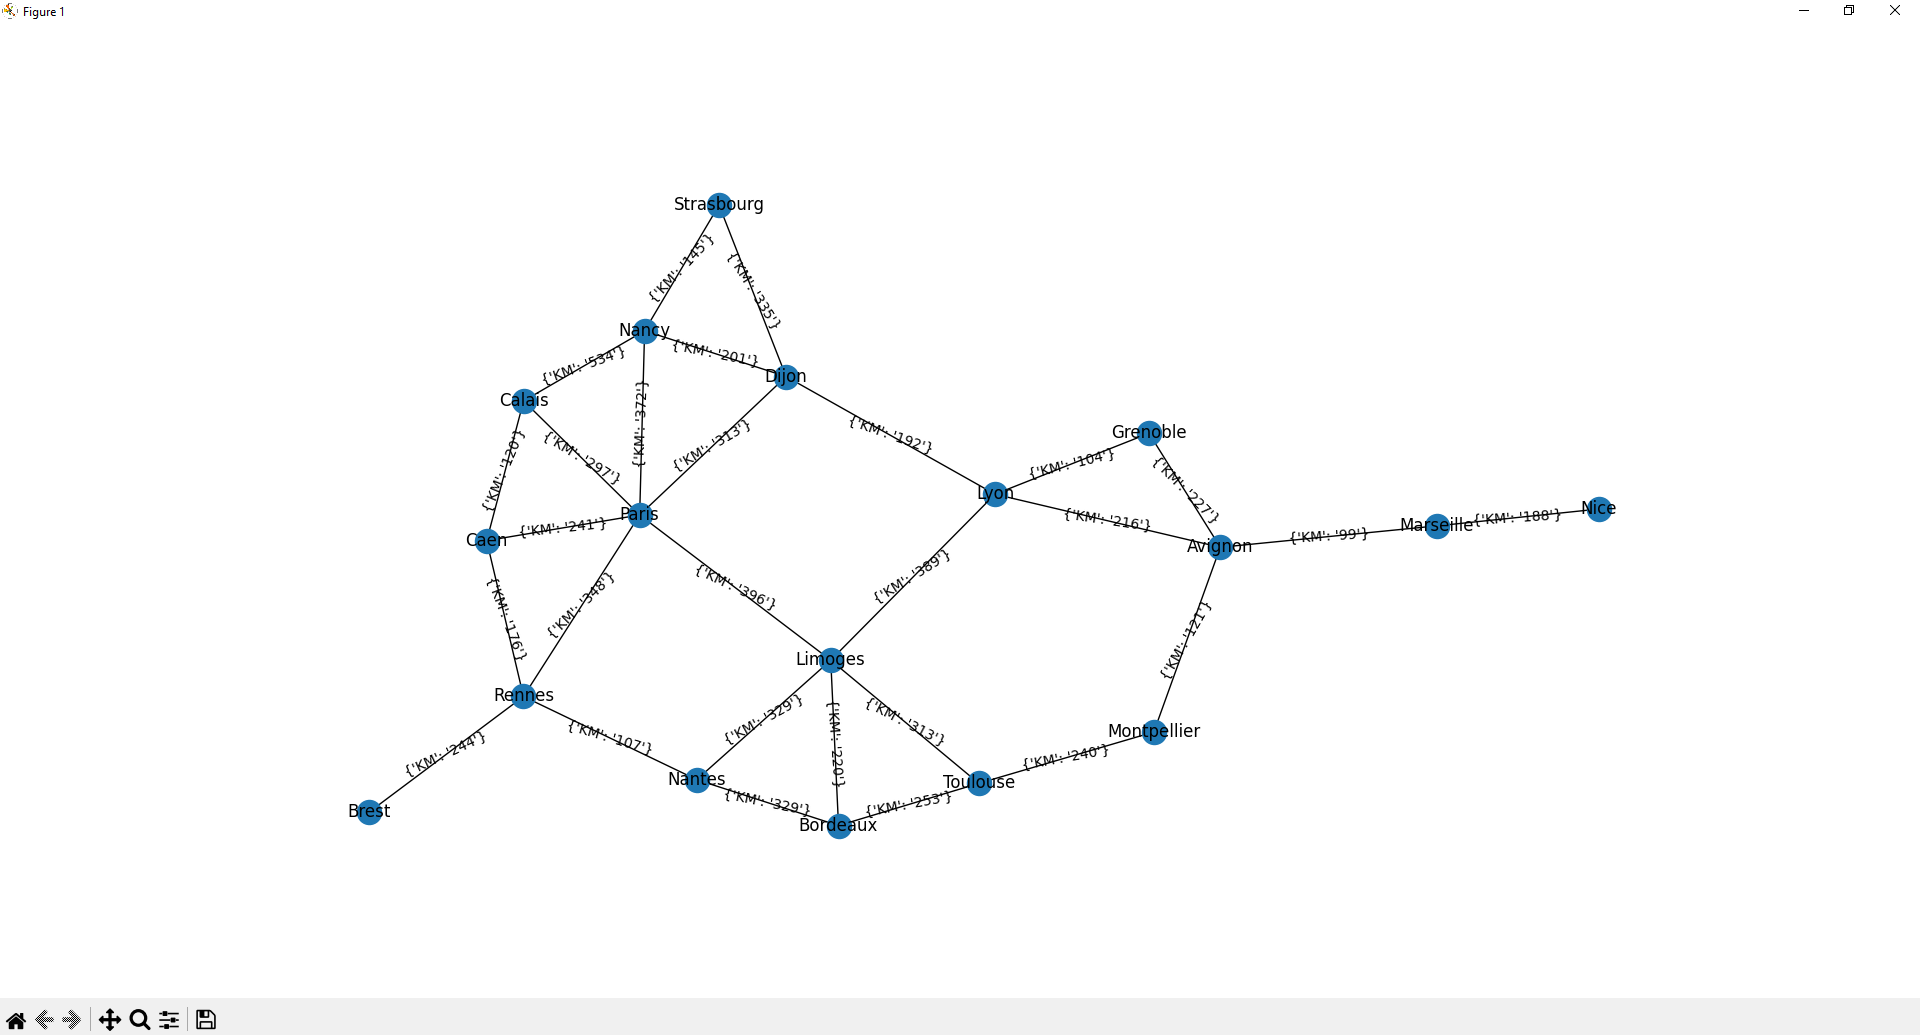 Figure 1
Strasbourg
{'KM': '145'}
{'KM': '335'}
Nancy
{'KM': '534'}
{'KM': '201'}
Dijon
Calais
{'KM': '372'}
{'KM': '313'}
{'KM': '192'}
{'KM': '120'}
{'KM': '297'}
Grenoble
{'KM': '104'}
{'KM': '227'}
Lyon
Paris
{'KM': '241'}
Caen
{'KM': '216'}
Avignon
{'KM': '99'}
Marseille
{'KM': '188'}
Nice
{'KM': '396'}
{'KM': '389'}
{'KM': '348'}
{'KM': '176'}
{'KM': '121'}
Limoges
Rennes
{'KM': '107'}
{'KM': '329'}
{'KM': '220'}
{'KM': '313'}
Montpellier
{'KM': '244'}
{'KM': '240'}
Nantes
Toulouse
{'KM': '329'}
{'KM': '253'}
Brest
Bordeaux